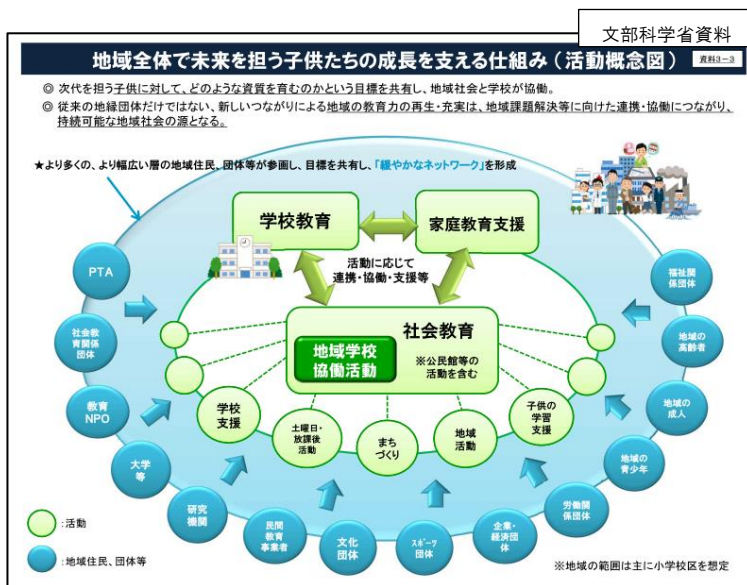 文部科学省資料
地域全体で未来を担う子供たちの成長を支える仕組み（活動概念図）
資料３－３
◎ 次代を担う子供に対して、どのような資質を育むのかという目標を共有し、地域社会と学校が協働。
◎ 従来の地縁団体だけではない、新しいつながりによる地域の教育力の再生・充実は、地域課題解決等に向けた連携・協働につながり、
持続可能な地域社会の源となる。
★より多くの、より幅広い層の地域住民、団体等が参画し、目標を共有し、「緩やかなネットワーク」を形成
学校教育
家庭教育支援
活動に応じて
連携・協働・支援等
社会教育
地域学校
協働活動
※公民館等の
活動を含む
学校
支援
土曜日・
放課後
活動
まち
づくり
地域
活動
子供の
学習
支援
PTA
社会教
育関係
団体
教育
NPO
大学
等
研究
機関
民間
教育
事業者
文化
団体
スポーツ
団体
企業・
経済団
体
労働関
係団体
地域の
青少年
地域の
成人
地域の
高齢者
福祉関
係団体
：活動
：地域住民、団体等
※地域の範囲は主に小学校区を想定